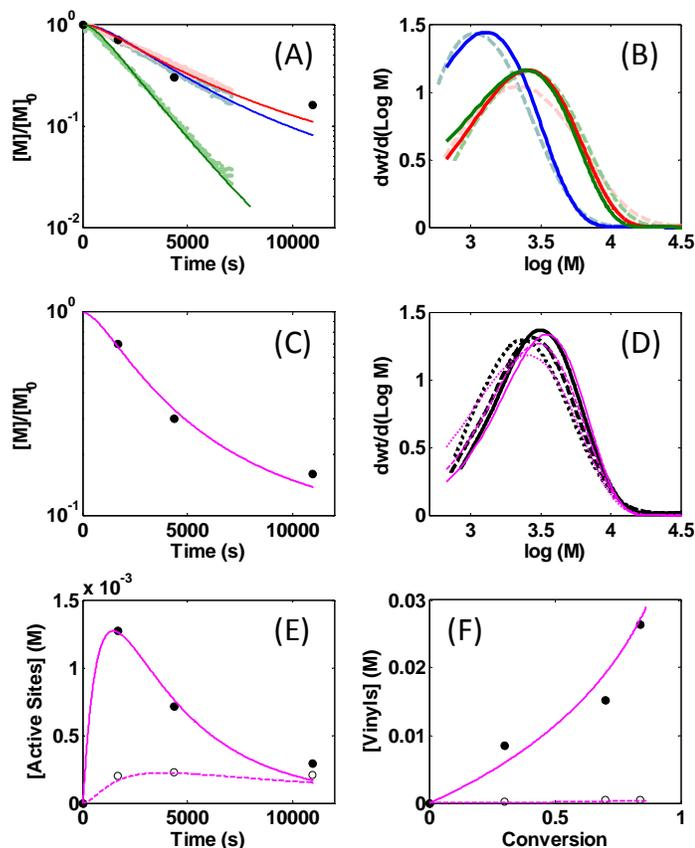 (A)
[M]/[M]0
10^0
10^-1
10^-2
0 5000 10000
Time (s)
(B)
dwt/d(Log M)
1.5
1
0.5
0
3 3.5 4 4.5
log (M)
(C)
[M]/[M]0
10^0
10^-1
0 5000 10000
Time (s)
(D)
dwt/d(Log M)
1.5
1
0.5
0
3 3.5 4 4.5
log (M)
(E)
x 10^-3
[Active Sites] (M)
1.5
1
0.5
0
0 5000 10000
Time (s)
(F)
[Vinyls] (M)
0.03
0.02
0.01
0
0 0.5 1
Conversion